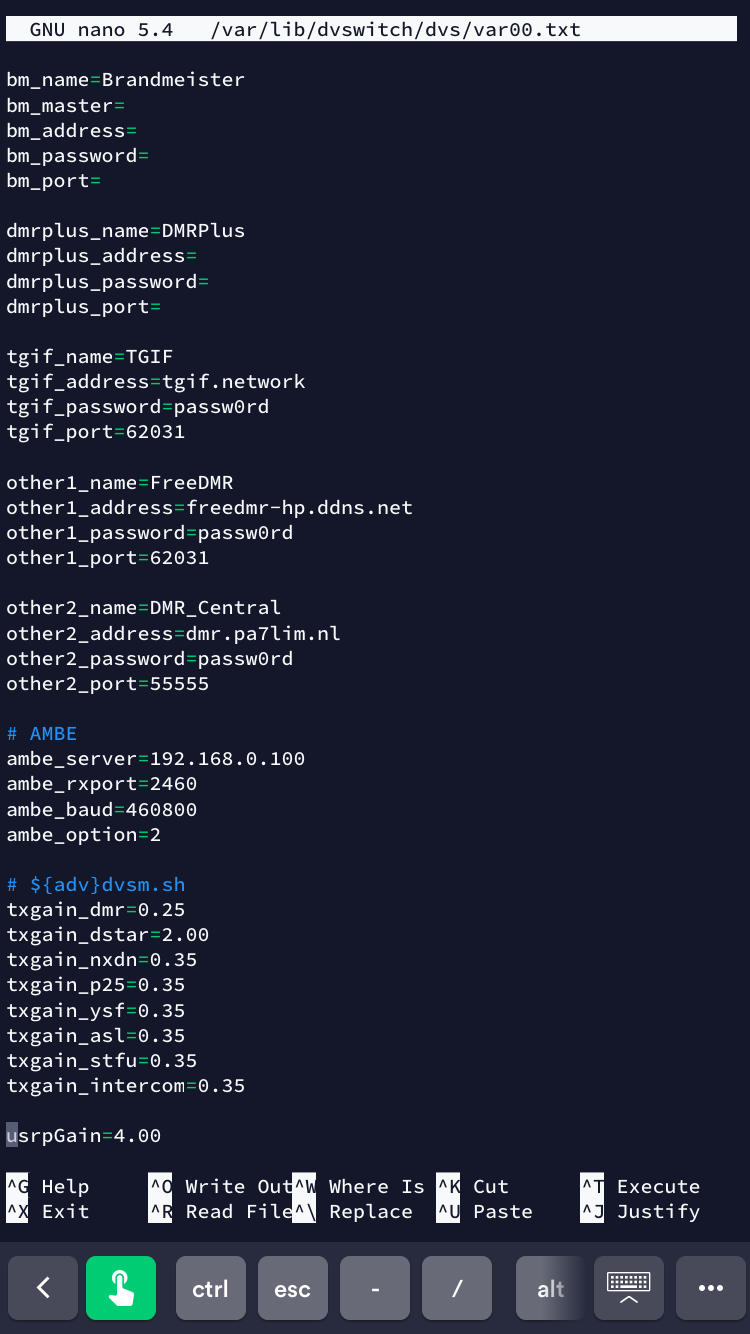 GNU nano 5.4   /var/lib/dvswitch/dvs/var00.txt
bm_name=Brandmeister
bm_master=
bm_address=
bm_password=
bm_port=
dmrplus_name=DMRPlus
dmrplus_address=
dmrplus_password=
dmrplus_port=
tgif_name=TGIF
tgif_address=tgif.network
tgif_password=passw0rd
tgif_port=62031
other1_name=FreeDMR
other1_address=freedmr-hp.ddns.net
other1_password=passw0rd
other1_port=62031
other2_name=DMR_Central
other2_address=dmr.pa7lim.nl
other2_password=passw0rd
other2_port=55555
# AMBE
ambe_server=192.168.0.100
ambe_rxport=2460
ambe_baud=460800
ambe_option=2
# ${adv}dvsm.sh
txgain_dmr=0.25
txgain_dstar=2.00
txgain_nxdn=0.35
txgain_p25=0.35
txgain_ysf=0.35
txgain_asl=0.35
txgain_stfu=0.35
txgain_intercom=0.35
usrpGain=4.00
^G Help ^O Write Out ^W Where Is ^K Cut ^T Execute
^X Exit ^R Read File ^\ Replace ^U Paste ^J Justify
ctrl esc - / alt